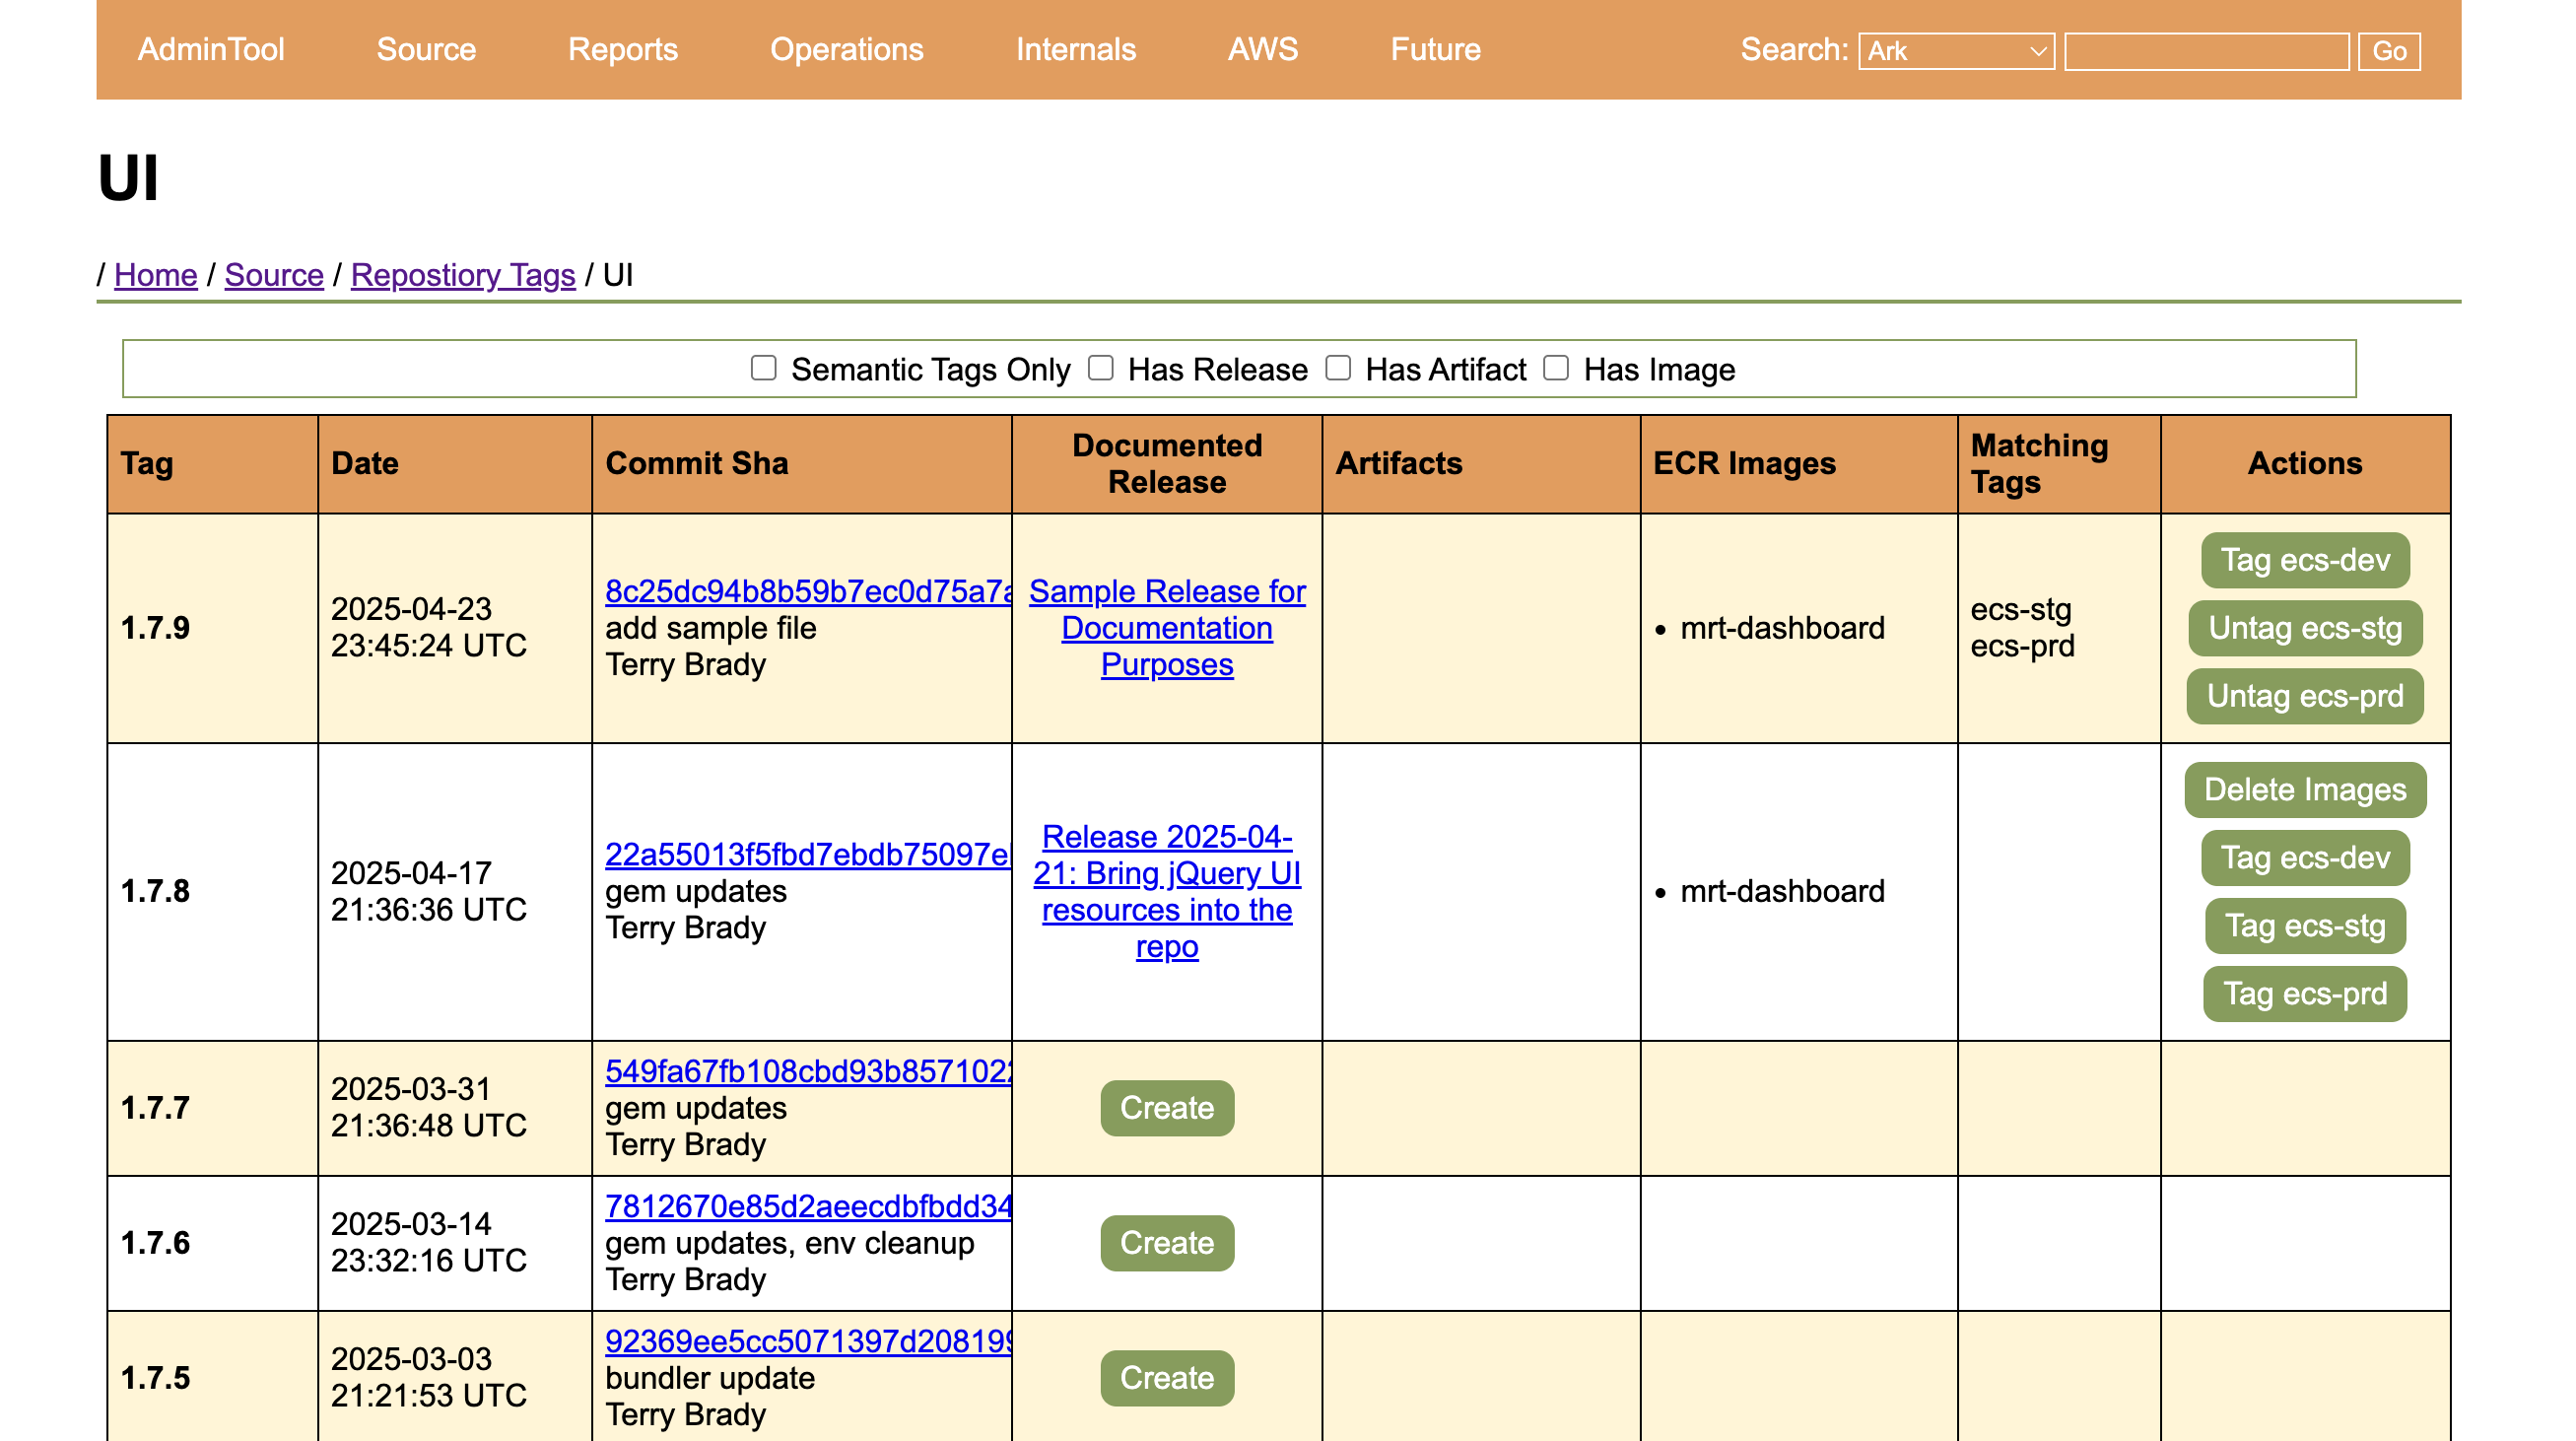 AdminTool Source Reports Operations Internals AWS Future Search: Ark Go
UI
/ Home / Source / Repostiory Tags / UI
Semantic Tags Only Has Release Has Artifact Has Image
Tag Date Commit Sha Documented Release Artifacts ECR Images Matching Tags Actions
1.7.9
2025-04-23
23:45:24 UTC
8c25dc94b8b59b7ec0d75a7a
add sample file
Terry Brady
Sample Release for
Documentation
Purposes
• mrt-dashboard
ecs-stg
ecs-prd
Tag ecs-dev
Untag ecs-stg
Untag ecs-prd
1.7.8
2025-04-17
21:36:36 UTC
22a55013f5fbd7ebdb75097e
gem updates
Terry Brady
Release 2025-04-
21: Bring jQuery UI
resources into the
repo
• mrt-dashboard
Delete Images
Tag ecs-dev
Tag ecs-stg
Tag ecs-prd
1.7.7
2025-03-31
21:36:48 UTC
549fa67fb108cbd93b8571022
gem updates
Terry Brady
Create
1.7.6
2025-03-14
23:32:16 UTC
7812670e85d2aeecdbfbdd34
gem updates, env cleanup
Terry Brady
Create
1.7.5
2025-03-03
21:21:53 UTC
92369ee5cc5071397d208199
bundler update
Terry Brady
Create